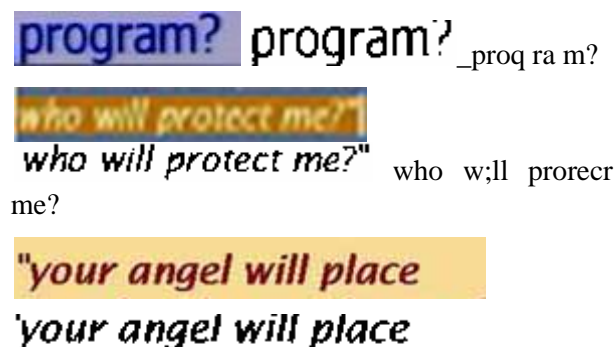 program? program? _proq ra m?
who will protect me?"
who will protect me?" who w;ll prorecr
me?
"your angel will place
'your angel will place